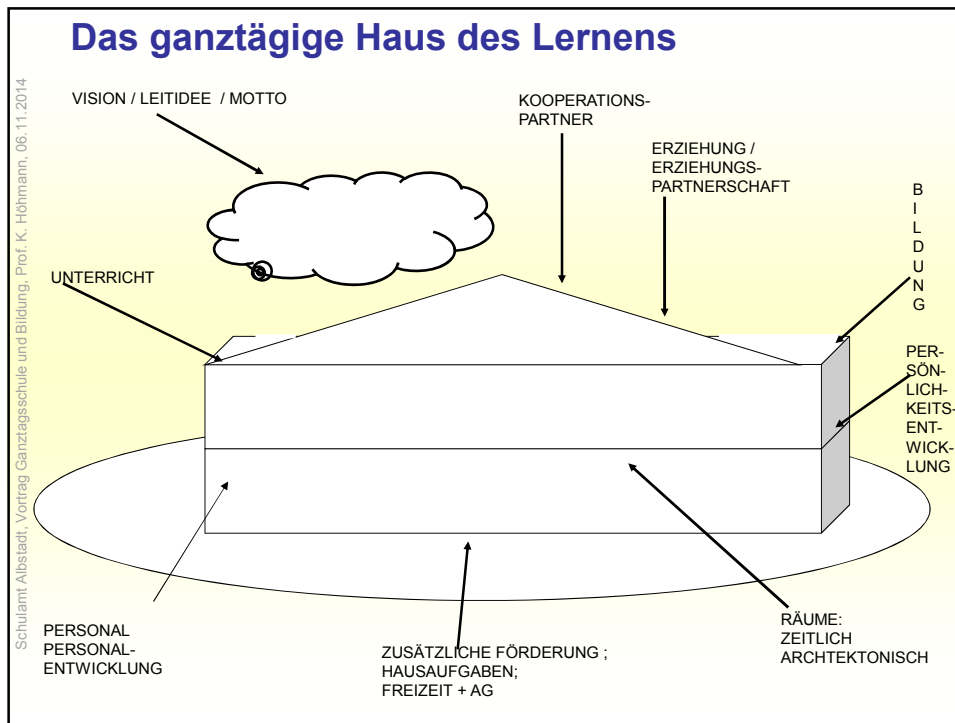 Das ganztägige Haus des Lernens
Schulamt Albstadt, Vortrag Ganztagsschule und Bildung, Prof. K. Höhmann, 06.11.2014
VISION / LEITIDEE / MOTTO
KOOPERATIONS-
PARTNER
ERZIEHUNG /
ERZIEHUNGS-
PARTNERSCHAFT
B
I
L
D
U
N
G
UNTERRICHT
PER-
SÖN-
LICH-
KEITS-
ENT-
WICK-
LUNG
PERSONAL
PERSONAL-
ENTWICKLUNG
ZUSÄTZLICHE FÖRDERUNG ;
HAUSAUFGABEN;
FREIZEIT + AG
RÄUME:
ZEITLICH
ARCHTEKTONISCH